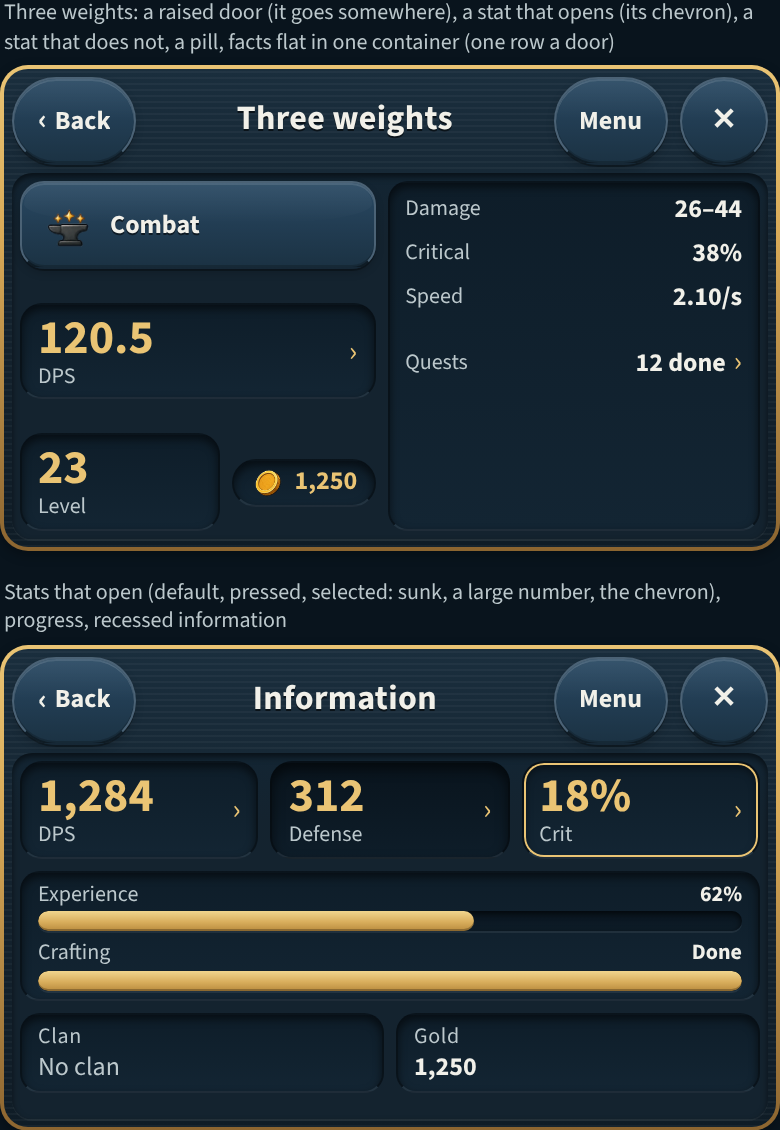 Three weights: a raised door (it goes somewhere), a stat that opens (its chevron), a
stat that does not, a pill, facts flat in one container (one row a door)
‹ Back
Three weights
Menu
✕
Combat
120.5
DPS
›
23
Level
1,250
Damage
26–44
Critical
38%
Speed
2.10/s
Quests
12 done ›
Stats that open (default, pressed, selected: sunk, a large number, the chevron),
progress, recessed information
‹ Back
Information
Menu
✕
1,284
DPS
›
312
Defense
›
18%
Crit
›
Experience
62%
Crafting
Done
Clan
No clan
Gold
1,250